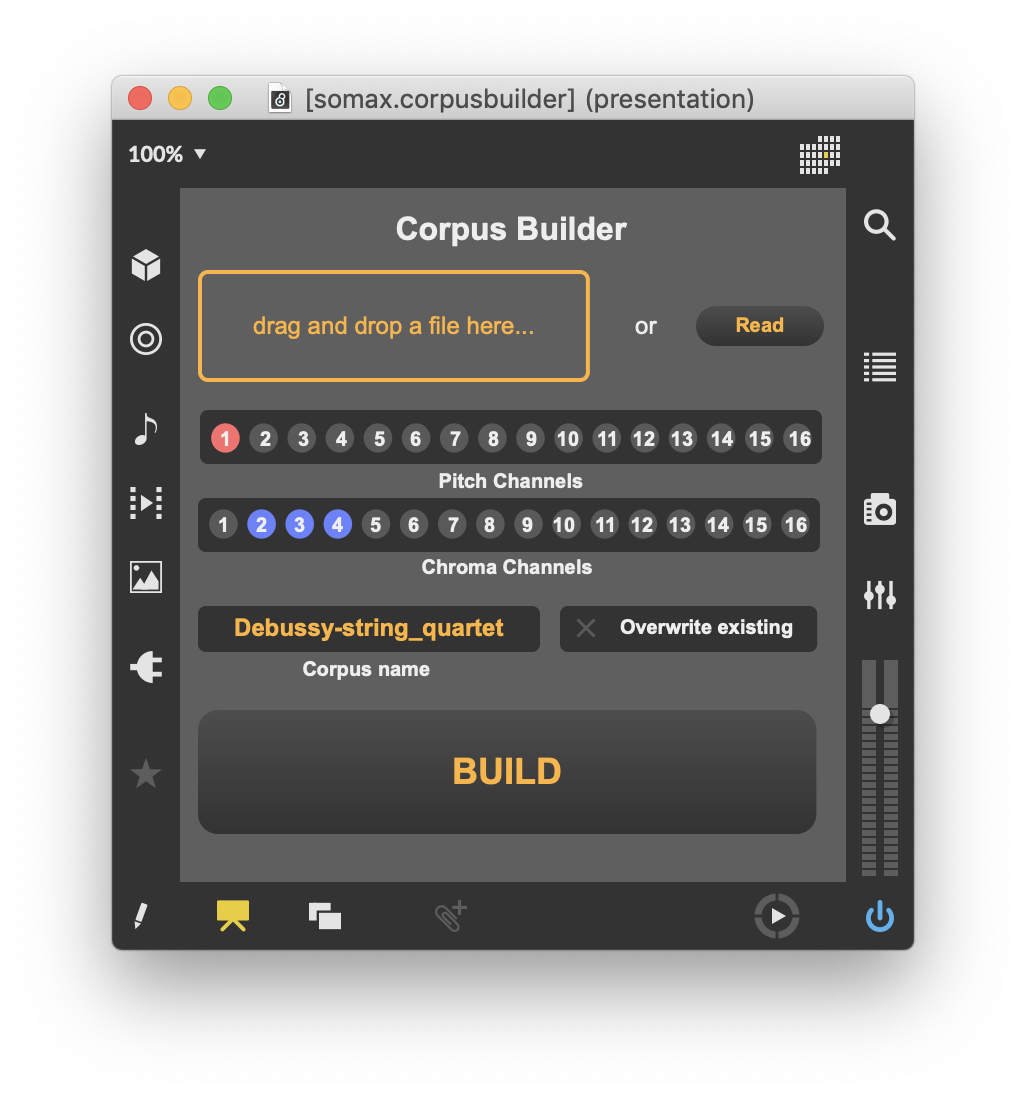 [somax.corpusbuilder] (presentation)
100% ▼
Corpus Builder
drag and drop a file here... or Read
1 2 3 4 5 6 7 8 9 10 11 12 13 14 15 16
Pitch Channels
1 2 3 4 5 6 7 8 9 10 11 12 13 14 15 16
Chroma Channels
Debussy-string_quartet Overwrite existing
Corpus name
BUILD